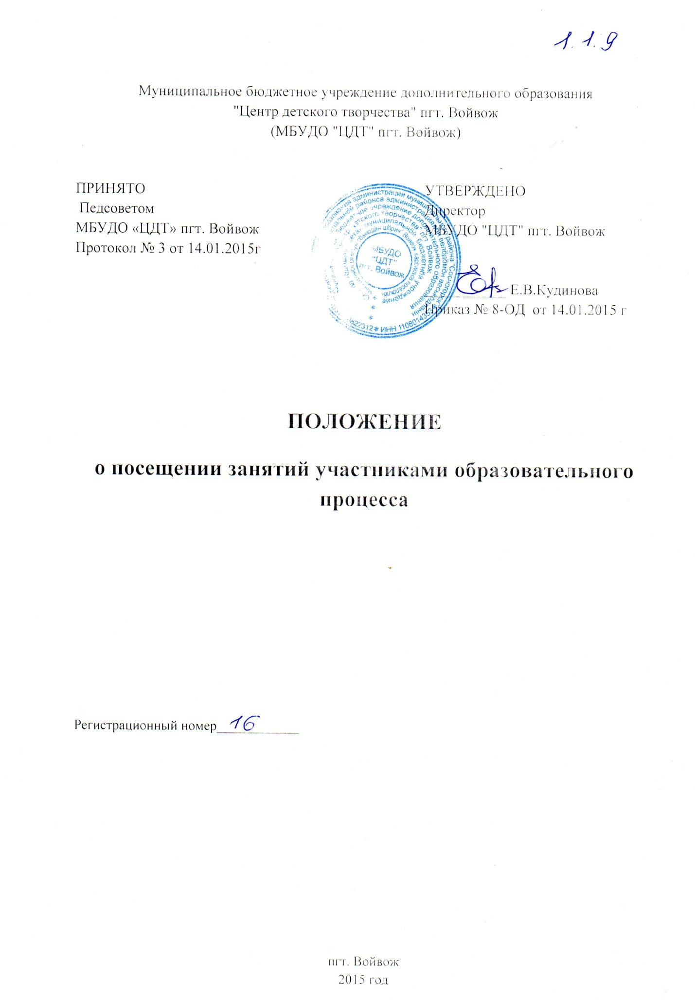 1.1.9
Муниципальное бюджетное учреждение дополнительного образования
"Центр детского творчества" пгт. Войвож
(МБУДО "ЦДТ" пгт. Войвож)
ПРИНЯТО
Педсоветом
МБУДО «ЦДТ» пгт. Войвож
Протокол № 3 от 14.01.2015г
УТВЕРЖДЕНО
Директор
МБУДО "ЦДТ" пгт. Войвож
Е.В.Кудинова
Приказ № 8-ОД от 14.01.2015 г
МБУДО
"ЦДТ"
пгт. Войвож
ПОЛОЖЕНИЕ
о посещении занятий участниками образовательного
процесса
Регистрационный номер 16
пгт. Войвож
2015 год